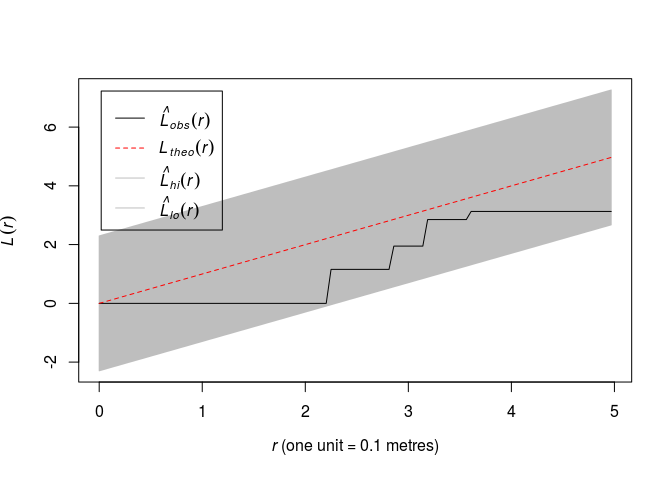 L̂obs(r)
Ltheo(r)
L̂hi(r)
L̂lo(r)
L(r)
6
4
2
0
-2
0 1 2 3 4 5
r (one unit = 0.1 metres)